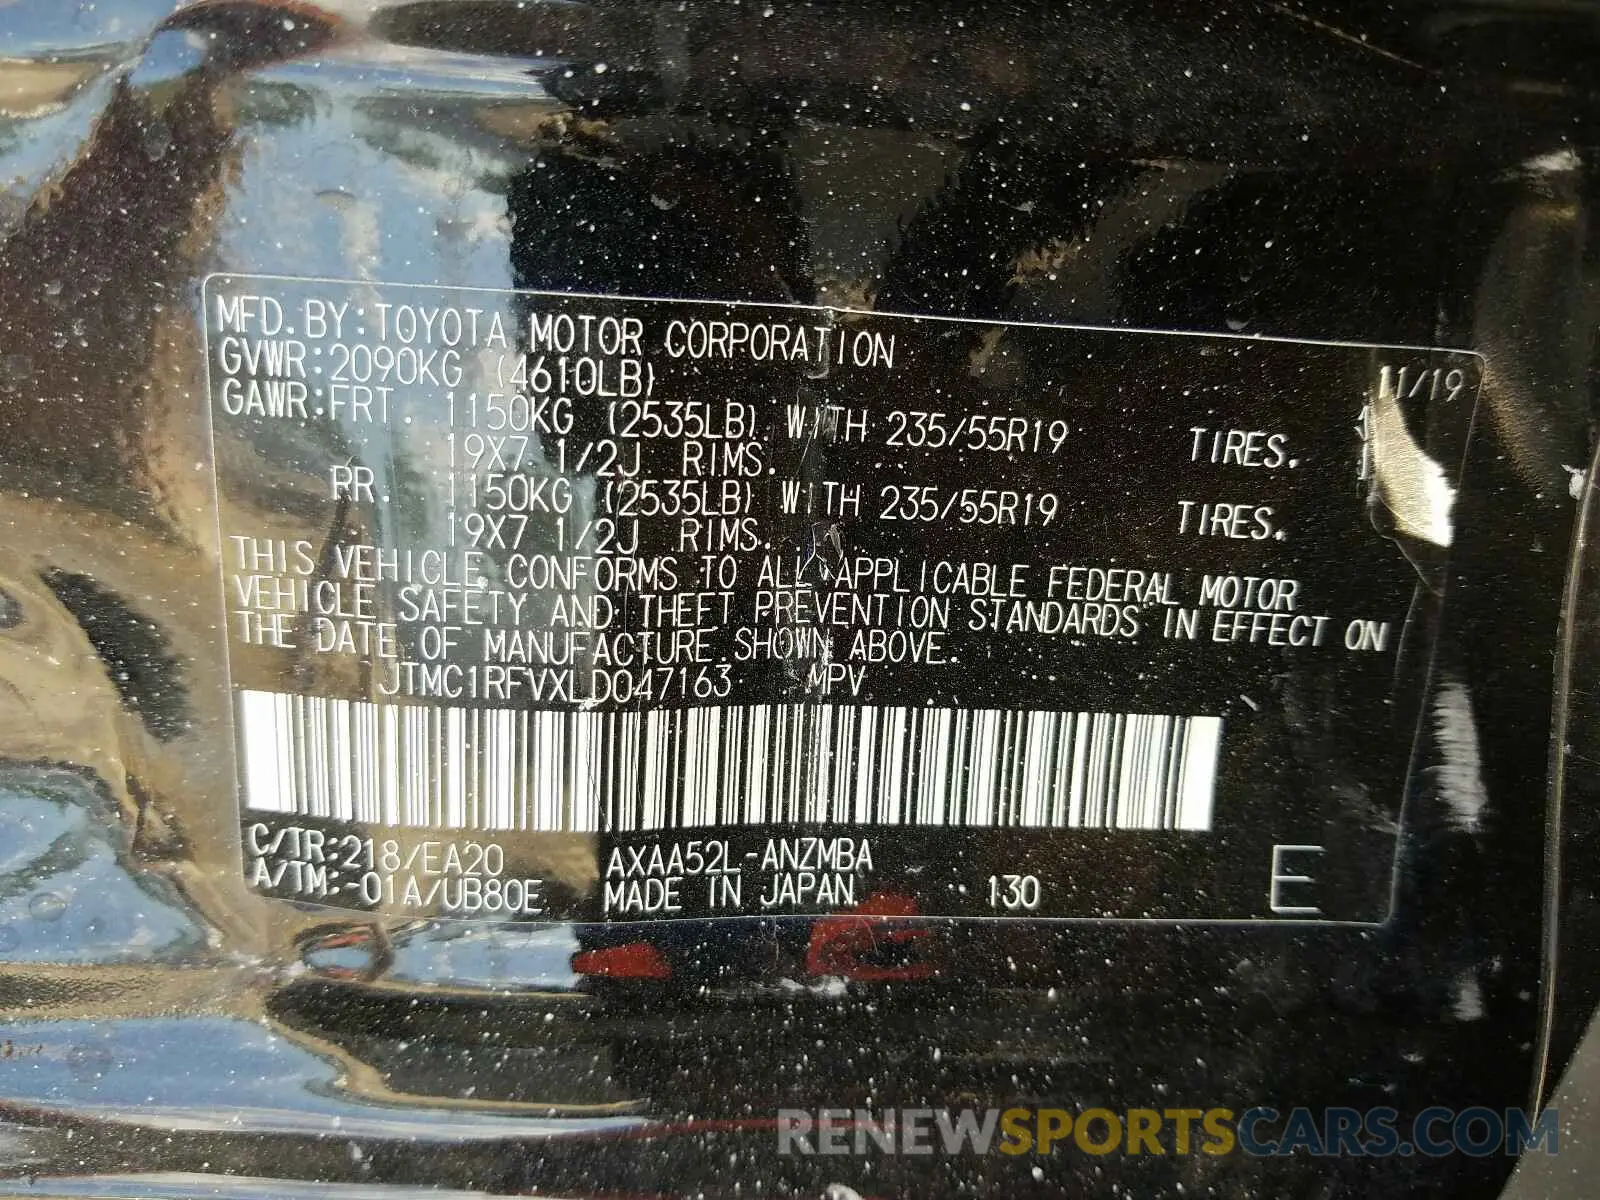 MFD. BY: TOYOTA MOTOR CORPORATION 11/19
GVWR: 2090KG (4610LB)
GAWR: FRT. 1150KG (2535LB) WITH 235/55R19 TIRES.
19X7 1/2J RIMS.
RR. 1150KG (2535LB) WITH 235/55R19 TIRES.
19X7 1/2J RIMS.
THIS VEHICLE CONFORMS TO ALL APPLICABLE FEDERAL MOTOR
VEHICLE SAFETY AND THEFT PREVENTION STANDARDS IN EFFECT ON
THE DATE OF MANUFACTURE SHOWN ABOVE.
JTMC1RFVXLD047163 MPV
C/TR: 218/EA20 AXAA52L-ANZMBA
A/TM: -01A/UB80E MADE IN JAPAN 130 E
RENEWSPORTSCARS.COM